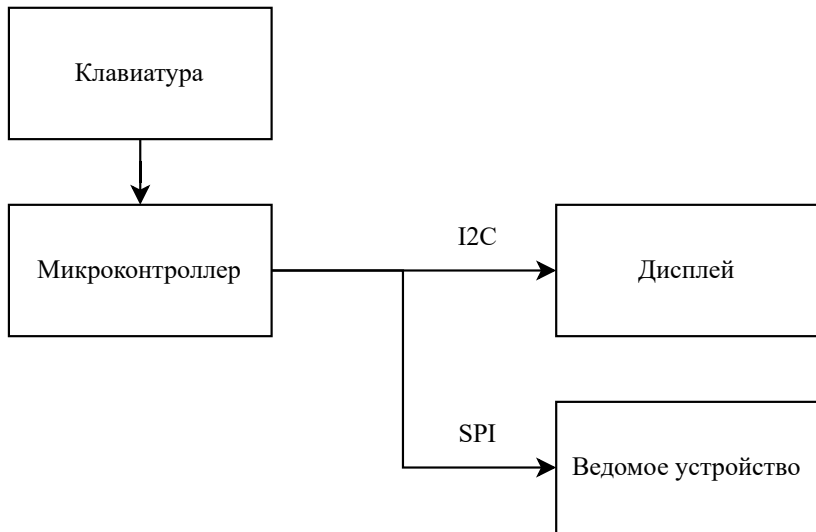 Клавиатура
Микроконтроллер
I2C
Дисплей
SPI
Ведомое устройство